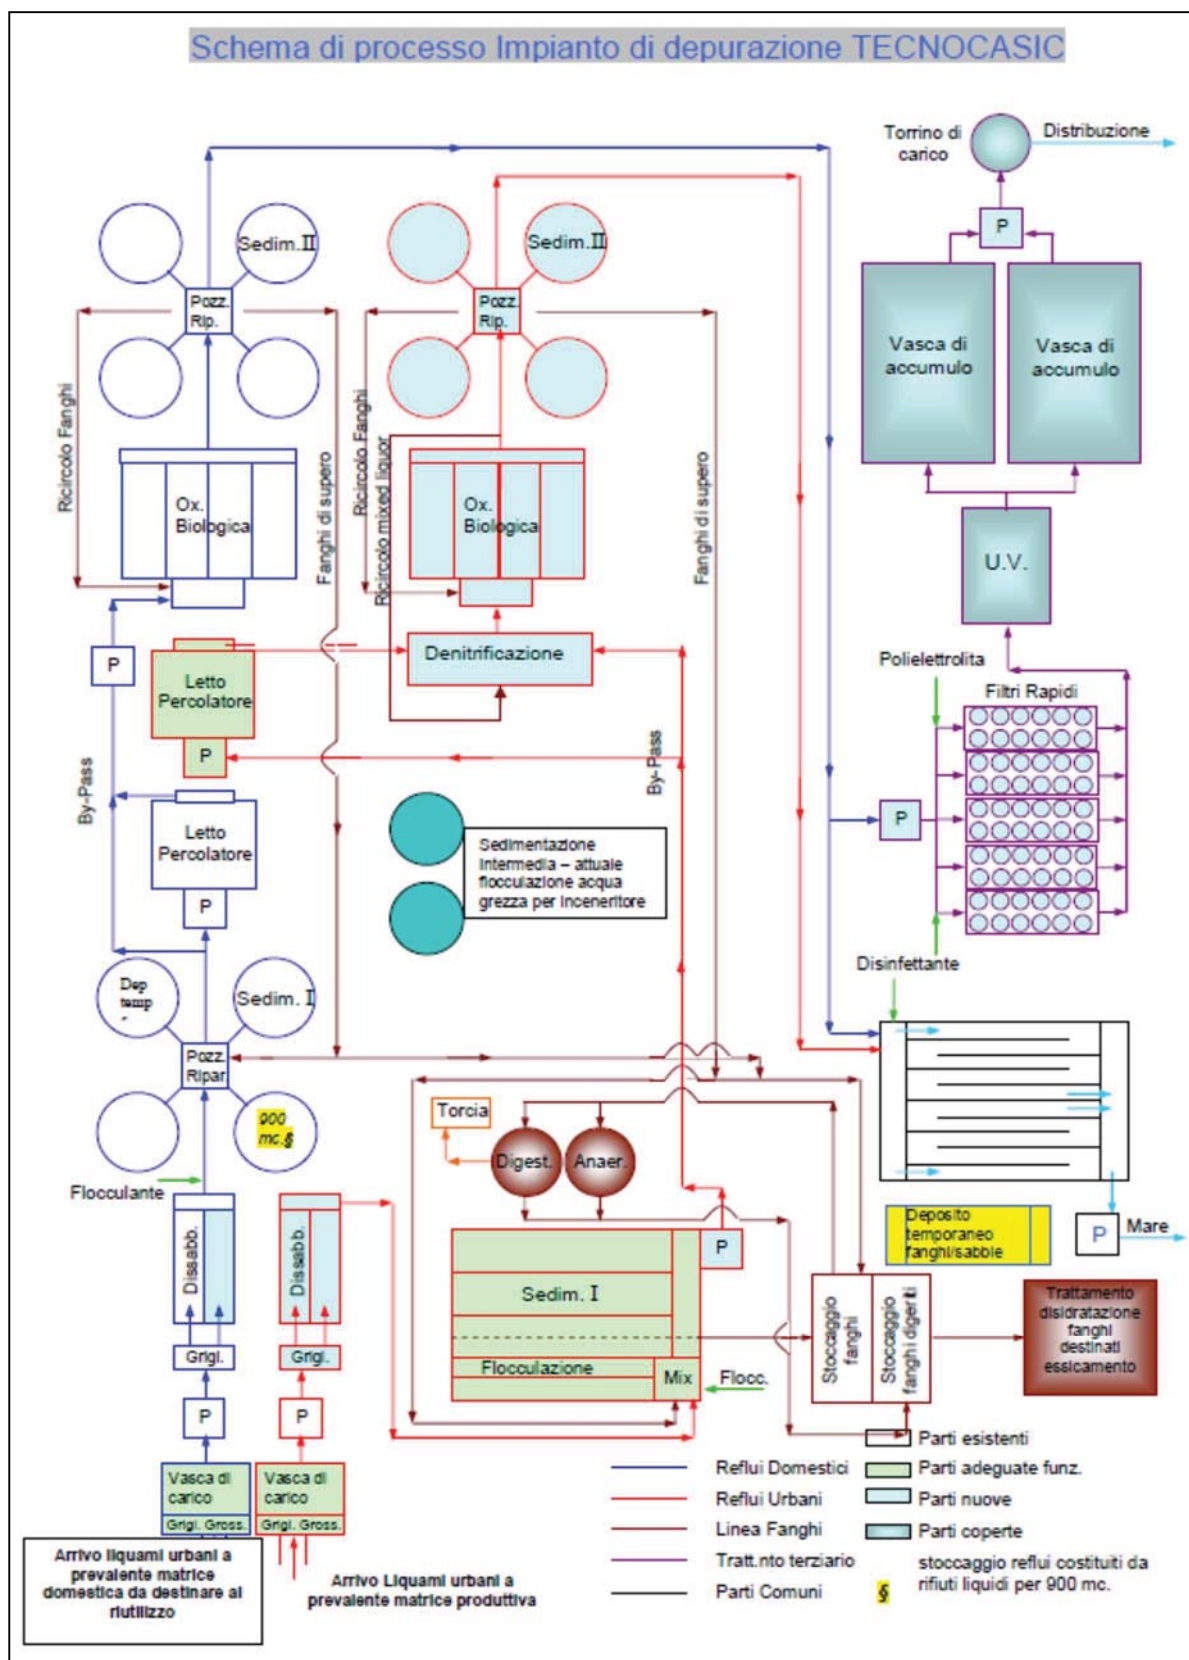 Schema di processo Impianto di depurazione TECNOCASIC
Torrino di
carico
Distribuzione
P
Sedim.II
Sedim.II
Pozz.
Rip.
Pozz.
Rip.
Vasca di
accumulo
Vasca di
accumulo
Ricircolo Fanghi
Fanghi di supero
Ricircolo Fanghi
Ricircolo mixed liquor
Fanghi di supero
Ox.
Biologica
Ox.
Biologica
U.V.
P
Letto
Percolatore
P
Denitrificazione
Polielettrolita
Filtri Rapidi
By-Pass
By-Pass
Letto
Percolatore
P
Sedimentazione
Intermedia – attuale
flocculazione acqua
grezza per Inceneritore
P
Disinfettante
Dep
temp
Sedim. I
Pozz.
Ripar.
900
mc.§
Flocculante
Torcia
Digest.
Anaer.
Dissabb.
Dissabb.
P
Sedim. I
Flocculazione
Mix
Flocc.
Stoccaggio
fanghi
Stoccaggio
fanghi digeriti
Deposito
temporaneo
fanghi/sabbie
P
Mare
Trattamento
disidratazione
fanghi
destinati
essicamento
Grigl.
Grigl.
P
P
Vasca di
carico
Grigl. Gross.
Vasca di
carico
Grigl. Gross.
Arrivo liquami urbani a
prevalente matrice
domestica da destinare al
riutilizzo
Arrivo Liquami urbani a
prevalente matrice produttiva
Reflui Domestici
Reflui Urbani
Linea Fanghi
Tratt.nto terziario
Parti Comuni
Parti esistenti
Parti adeguate funz.
Parti nuove
Parti coperte
§
stoccaggio reflui costituiti da
rifiuti liquidi per 900 mc.